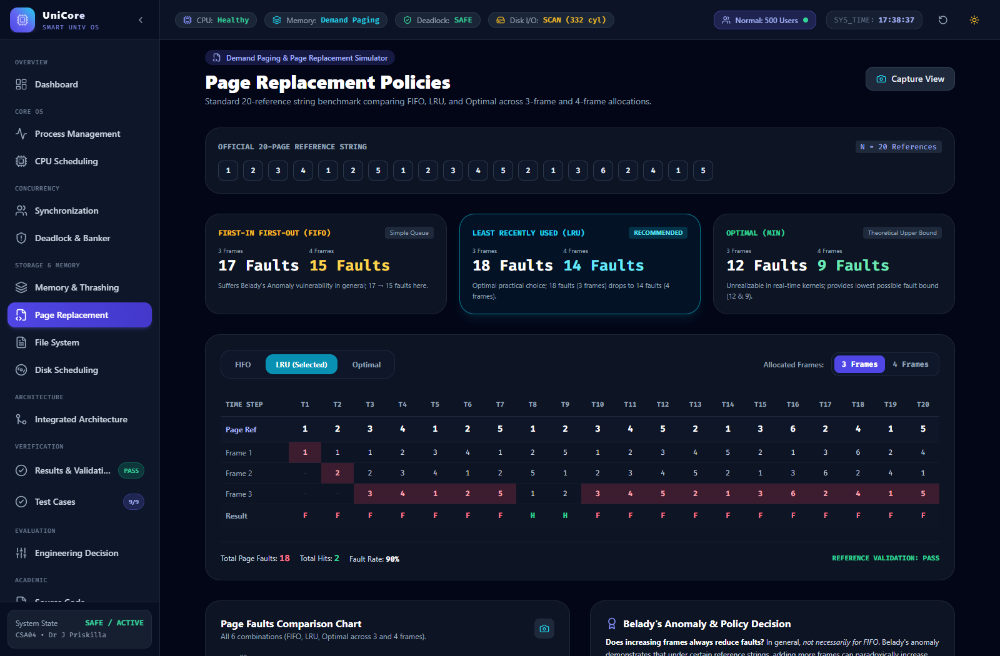 UniCore
SMART UNIV OS
CPU: Healthy
Memory: Demand Paging
Deadlock: SAFE
Disk I/O: SCAN (332 cyl)
Normal: 500 Users
SYS_TIME: 17:38:37
OVERVIEW
Dashboard
CORE OS
Process Management
CPU Scheduling
CONCURRENCY
Synchronization
Deadlock & Banker
STORAGE & MEMORY
Memory & Thrashing
Page Replacement
File System
Disk Scheduling
ARCHITECTURE
Integrated Architecture
VERIFICATION
Results & Validati... PASS
Test Cases 9/9
EVALUATION
Engineering Decision
ACADEMIC
Source Code
System State SAFE / ACTIVE
CSA04 • Dr J Priskilla
Demand Paging & Page Replacement Simulator
Page Replacement Policies
Standard 20-reference string benchmark comparing FIFO, LRU, and Optimal across 3-frame and 4-frame allocations.
Capture View
OFFICIAL 20-PAGE REFERENCE STRING
N = 20 References
1 2 3 4 1 2 5 1 2 3 4 5 2 1 3 6 2 4 1 5
FIRST-IN FIRST-OUT (FIFO) Simple Queue
3 Frames 4 Frames
17 Faults 15 Faults
Suffers Belady's Anomaly vulnerability in general; 17 → 15 faults here.
LEAST RECENTLY USED (LRU) RECOMMENDED
3 Frames 4 Frames
18 Faults 14 Faults
Optimal practical choice; 18 faults (3 frames) drops to 14 faults (4
frames).
OPTIMAL (MIN) Theoretical Upper Bound
3 Frames 4 Frames
12 Faults 9 Faults
Unrealizable in real-time kernels; provides lowest possible fault bound
(12 & 9).
FIFO LRU (Selected) Optimal
Allocated Frames: 3 Frames 4 Frames
TIME STEP T1 T2 T3 T4 T5 T6 T7 T8 T9 T10 T11 T12 T13 T14 T15 T16 T17 T18 T19 T20
Page Ref 1 2 3 4 1 2 5 1 2 3 4 5 2 1 3 6 2 4 1 5
Frame 1 1 1 1 2 3 4 1 2 5 1 2 3 4 5 2 1 3 6 2 4
Frame 2 - 2 2 3 4 1 2 5 1 2 3 4 5 2 1 3 6 2 4 1
Frame 3 - - 3 4 1 2 5 1 2 3 4 5 2 1 3 6 2 4 1 5
Result F F F F F F F H H F F F F F F F F F F F
Total Page Faults: 18 Total Hits: 2 Fault Rate: 90%
REFERENCE VALIDATION: PASS
Page Faults Comparison Chart
All 6 combinations (FIFO, LRU, Optimal across 3 and 4 frames).
Belady's Anomaly & Policy Decision
Does increasing frames always reduce faults? In general, not necessarily for FIFO. Belady's anomaly
demonstrates that under certain reference strings, adding more frames can paradoxically increase